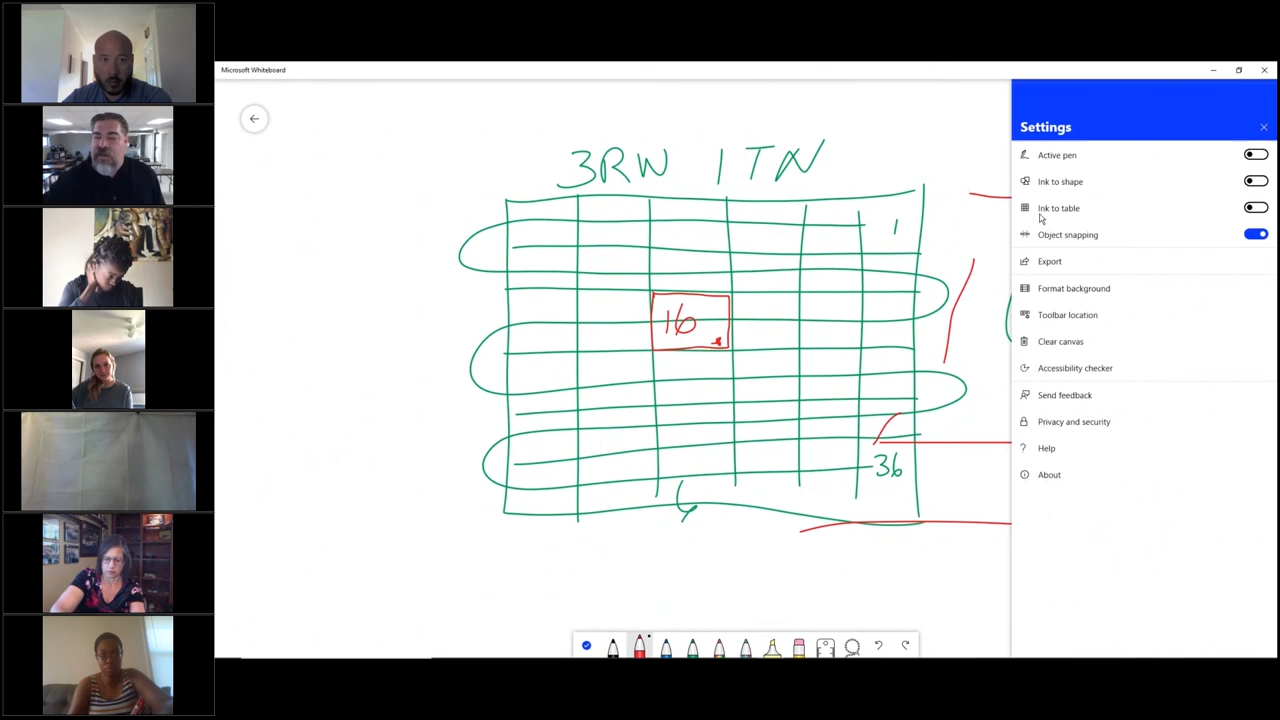 Microsoft Whiteboard
3RW 1TN
1
16
36
Settings
Active pen
Ink to shape
Ink to table
Object snapping
Export
Format background
Toolbar location
Clear canvas
Accessibility checker
Send feedback
Privacy and security
Help
About